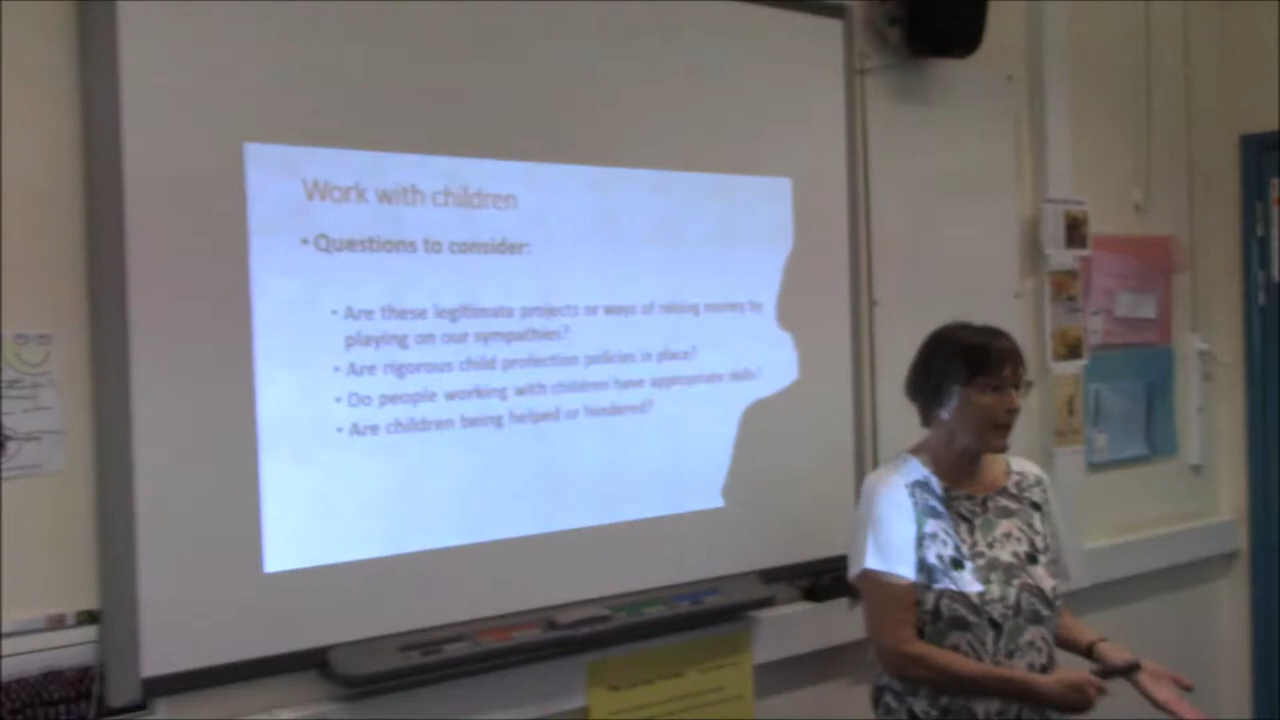 Work with children
• Questions to consider:
• Are these legitimate projects or ways of raising money by
playing on our sympathies?
• Are rigorous child protection policies in place?
• Do people working with children have appropriate skills?
• Are children being helped or hindered?